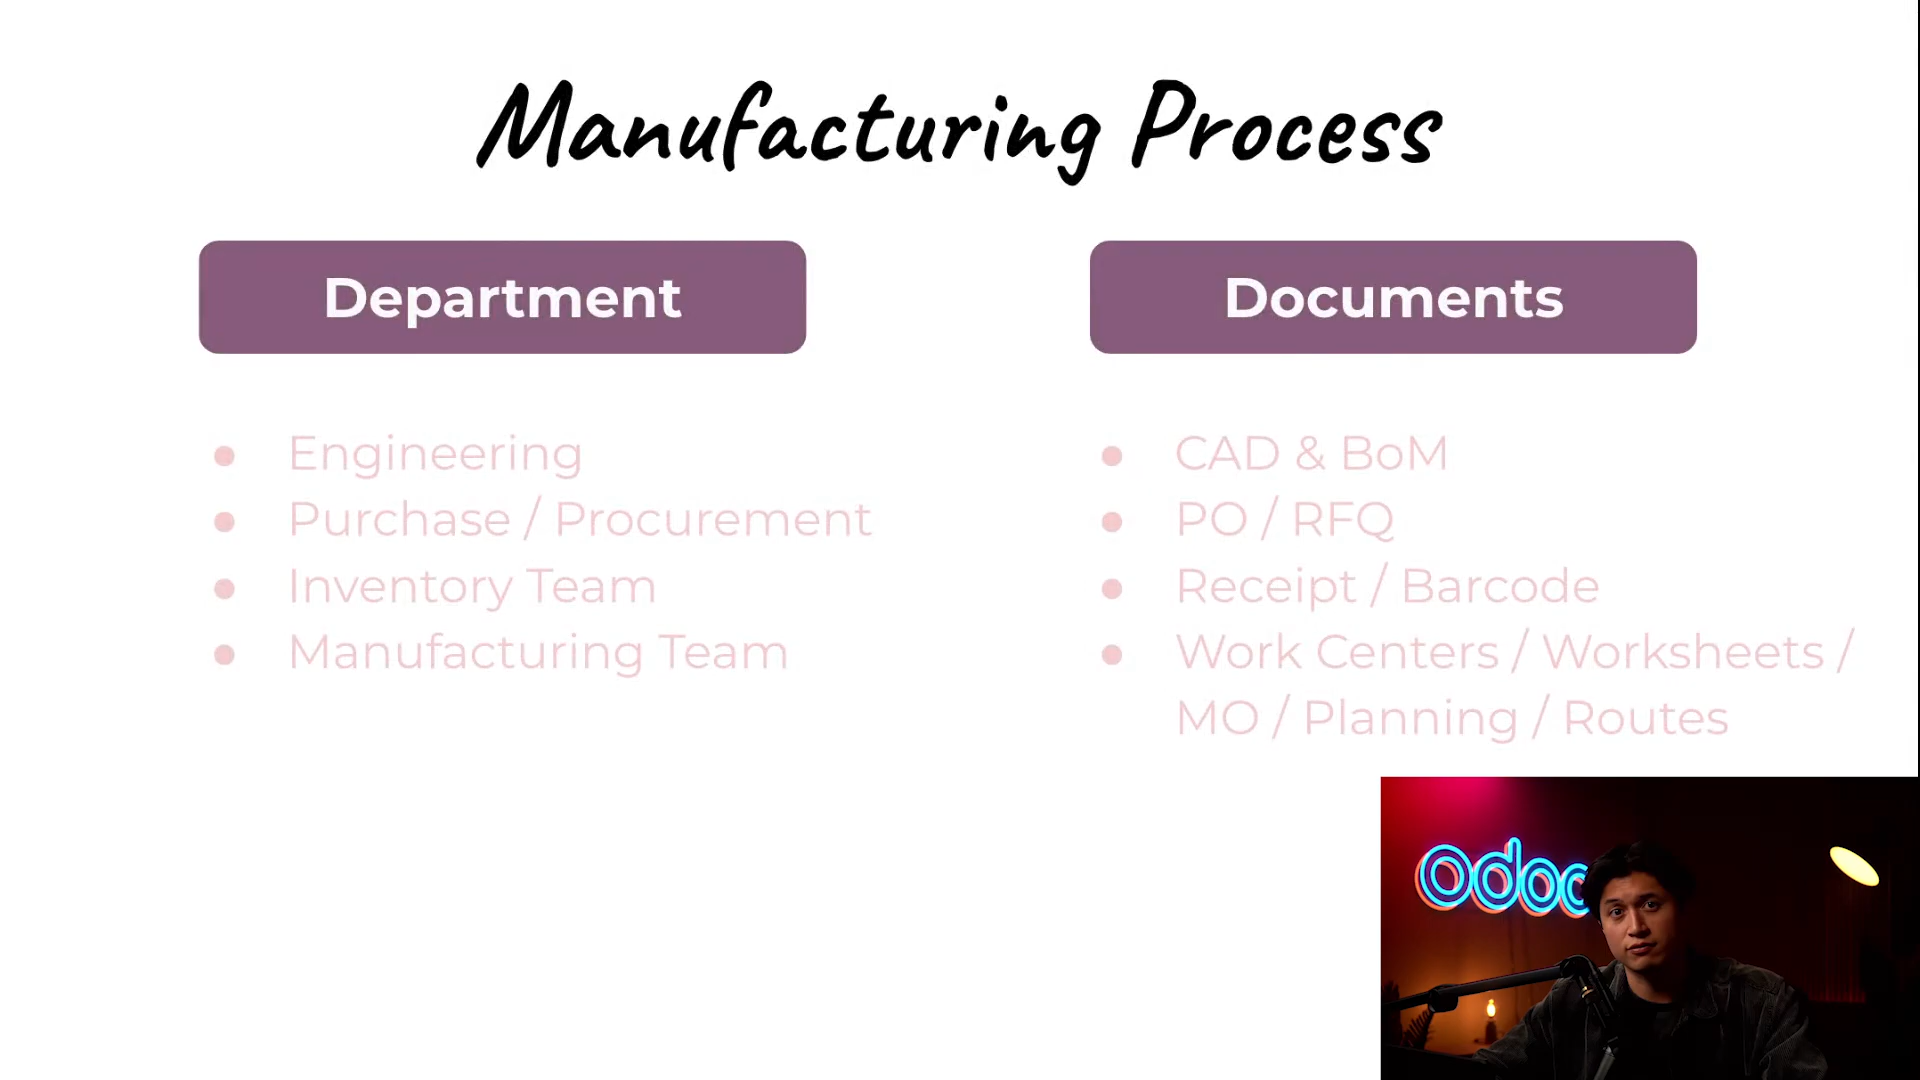 Manufacturing Process
Department
Engineering
Purchase / Procurement
Inventory Team
Manufacturing Team
Documents
CAD & BoM
PO / RFQ
Receipt / Barcode
Work Centers / Worksheets /
MO / Planning / Routes
odoo